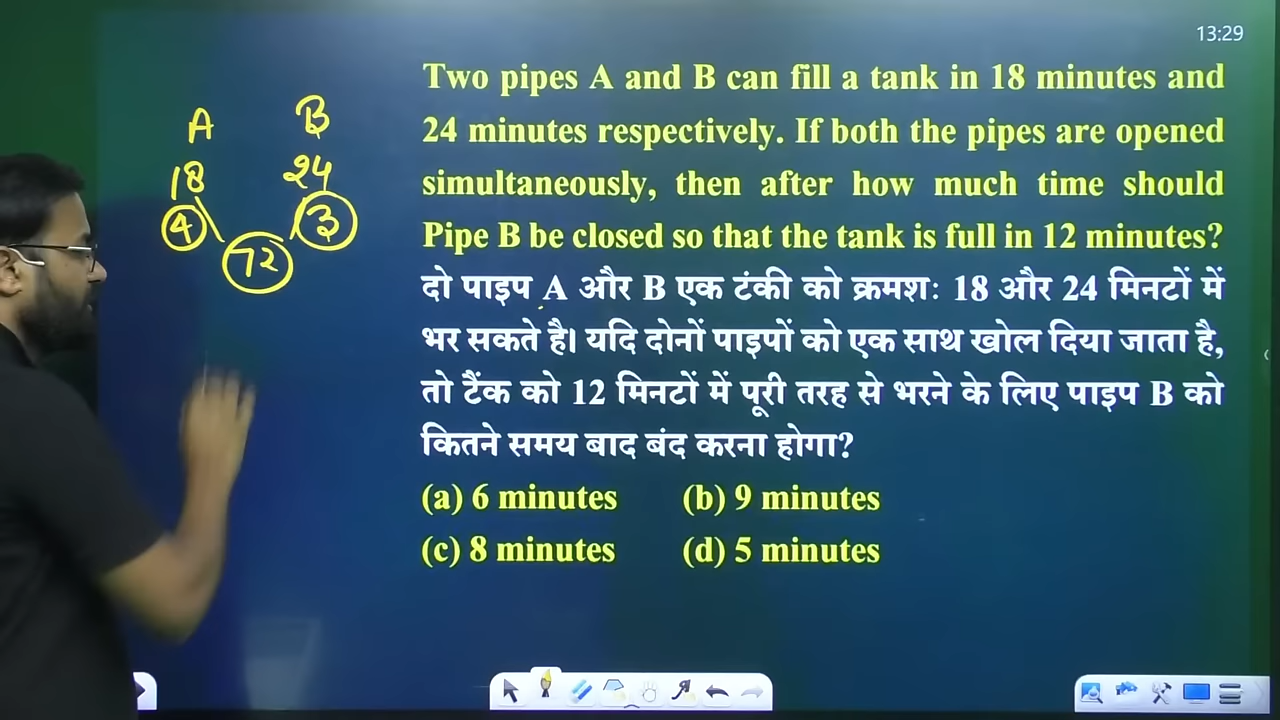 13:29
Two pipes A and B can fill a tank in 18 minutes and
24 minutes respectively. If both the pipes are opened
simultaneously, then after how much time should
Pipe B be closed so that the tank is full in 12 minutes?
दो पाइप A और B एक टंकी को क्रमशः 18 और 24 मिनटों में
भर सकते है। यदि दोनों पाइपों को एक साथ खोल दिया जाता है,
तो टैंक को 12 मिनटों में पूरी तरह से भरने के लिए पाइप B को
कितने समय बाद बंद करना होगा?
(a) 6 minutes (b) 9 minutes
(c) 8 minutes (d) 5 minutes
A B
18 24
4 3
72